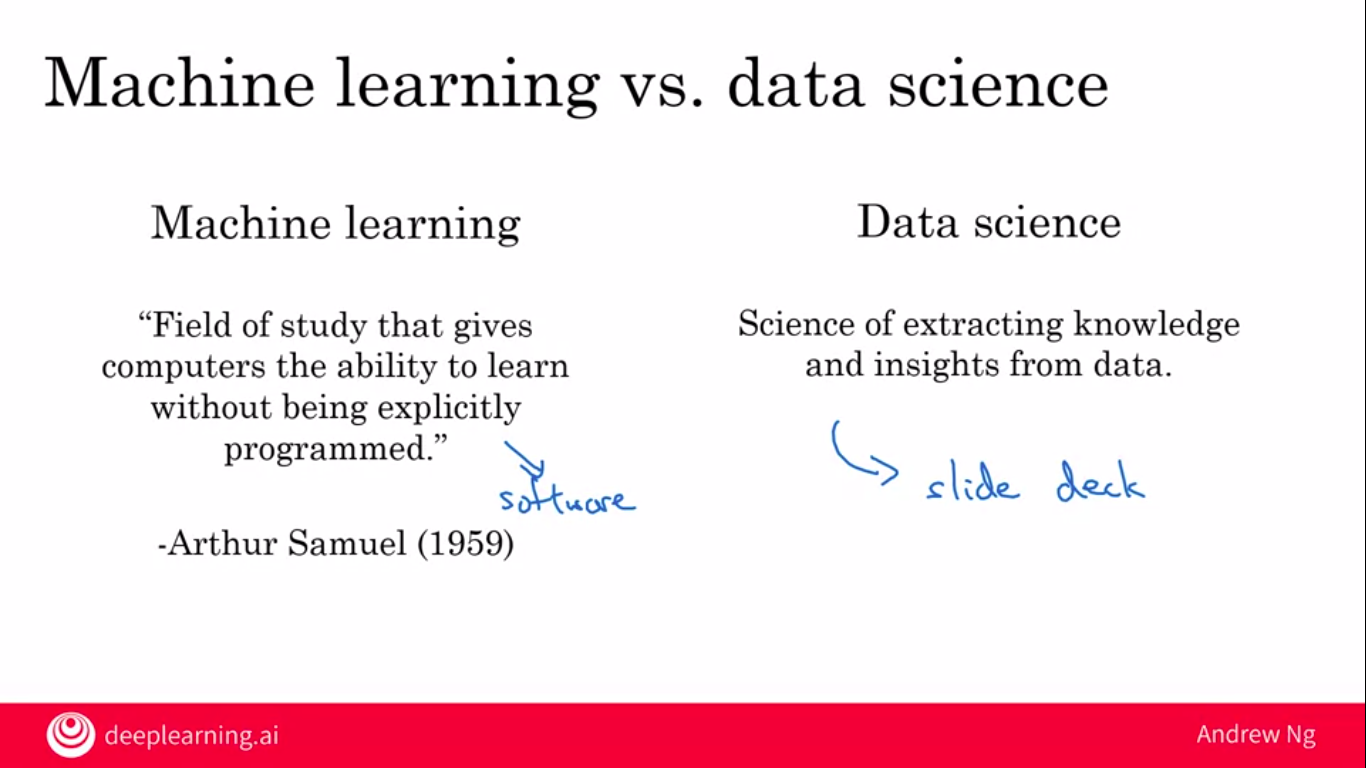 Machine learning vs. data science
Machine learning
“Field of study that gives
computers the ability to learn
without being explicitly
programmed.”
software
-Arthur Samuel (1959)
Data science
Science of extracting knowledge
and insights from data.
slide deck
deeplearning.ai
Andrew Ng